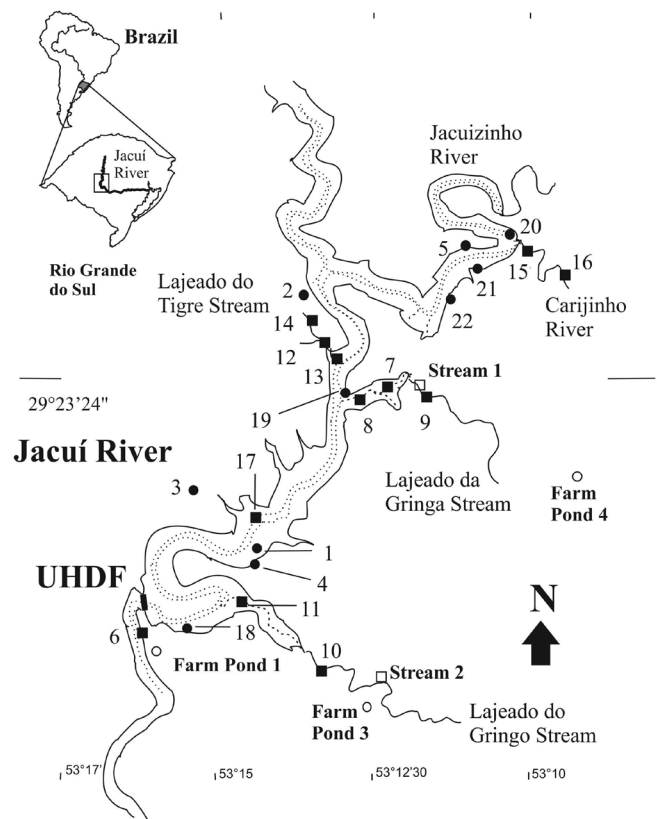 Brazil
Jacuí
River
Rio Grande
do Sul
Jacuizinho
River
20
5
15
16
21
22
Carijinho
River
Lajeado do
Tigre Stream
2
14
12
13
7
Stream 1
19
8
9
29°23'24"
Jacuí River
17
3
Lajeado da
Gringa Stream
Farm
Pond 4
1
4
UHDF
11
N
6
18
Farm Pond 1
10
Stream 2
Farm
Pond 3
Lajeado do
Gringo Stream
53°17'
53°15
53°12'30
53°10